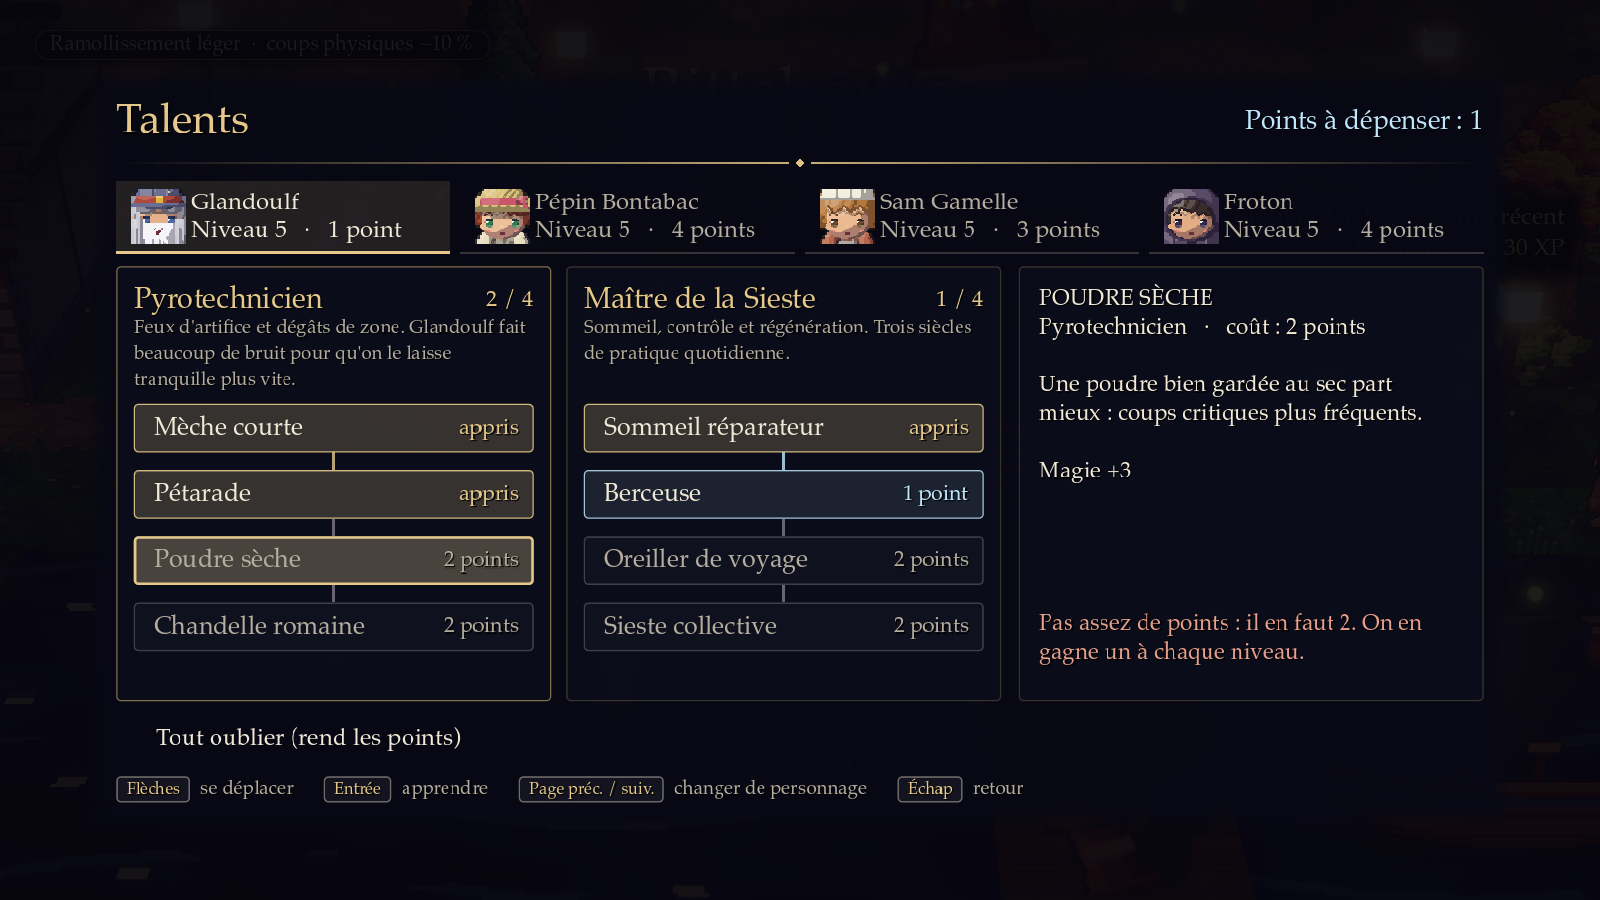 Ramollissement léger · coups physiques −10 %
Talents
Points à dépenser : 1
Glandoulf
Niveau 5 · 1 point
Pépin Bontabac
Niveau 5 · 4 points
Sam Gamelle
Niveau 5 · 3 points
Froton
Niveau 5 · 4 points
récent
30 XP
Pyrotechnicien 2 / 4
Feux d'artifice et dégâts de zone. Glandoulf fait
beaucoup de bruit pour qu'on le laisse
tranquille plus vite.
Mèche courte appris
Pétarade appris
Poudre sèche 2 points
Chandelle romaine 2 points
Maître de la Sieste 1 / 4
Sommeil, contrôle et régénération. Trois siècles
de pratique quotidienne.
Sommeil réparateur appris
Berceuse 1 point
Oreiller de voyage 2 points
Sieste collective 2 points
POUDRE SÈCHE
Pyrotechnicien · coût : 2 points
Une poudre bien gardée au sec part
mieux : coups critiques plus fréquents.
Magie +3
Pas assez de points : il en faut 2. On en
gagne un à chaque niveau.
Tout oublier (rend les points)
Flèches se déplacer Entrée apprendre Page préc. / suiv. changer de personnage Échap retour